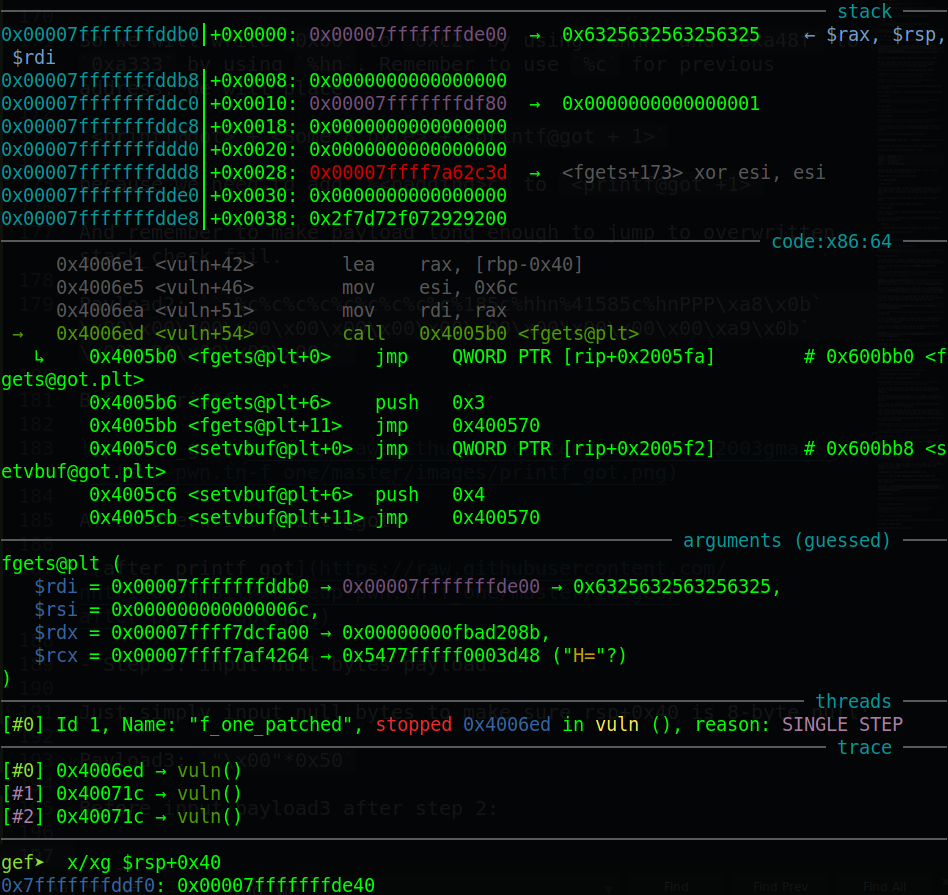 stack
0x00007fffffffddb0│+0x0000: 0x00007fffffffde00  →  0x6325632563256325    ← $rax, $rsp,
 $rdi
0x00007fffffffddb8│+0x0008: 0x0000000000000000
0x00007fffffffddc0│+0x0010: 0x00007fffffffdf80  →  0x0000000000000001
0x00007fffffffddc8│+0x0018: 0x0000000000000000
0x00007fffffffddd0│+0x0020: 0x0000000000000000
0x00007fffffffddd8│+0x0028: 0x00007ffff7a62c3d  →  <fgets+173> xor esi, esi
0x00007fffffffdde0│+0x0030: 0x0000000000000000
0x00007fffffffdde8│+0x0038: 0x2f7d72f072929200
code:x86:64
0x4006e1 <vuln+42>        lea    rax, [rbp-0x40]
0x4006e5 <vuln+46>        mov    esi, 0x6c
0x4006ea <vuln+51>        mov    rdi, rax
→   0x4006ed <vuln+54>        call   0x4005b0 <fgets@plt>
↳    0x4005b0 <fgets@plt+0>    jmp    QWORD PTR [rip+0x2005fa]        # 0x600bb0 <f
gets@got.plt>
0x4005b6 <fgets@plt+6>    push   0x3
0x4005bb <fgets@plt+11>   jmp    0x400570
0x4005c0 <setvbuf@plt+0>  jmp    QWORD PTR [rip+0x2005f2]        # 0x600bb8 <s
etvbuf@got.plt>
0x4005c6 <setvbuf@plt+6>  push   0x4
0x4005cb <setvbuf@plt+11> jmp    0x400570
arguments (guessed)
fgets@plt (
   $rdi = 0x00007fffffffddb0 → 0x00007fffffffde00 → 0x6325632563256325,
   $rsi = 0x000000000000006c,
   $rdx = 0x00007ffff7dcfa00 → 0x00000000fbad208b,
   $rcx = 0x00007ffff7af4264 → 0x5477fffff0003d48 ("H="?)
)
threads
[#0] Id 1, Name: "f_one_patched", stopped 0x4006ed in vuln (), reason: SINGLE STEP
trace
[#0] 0x4006ed → vuln()
[#1] 0x40071c → vuln()
[#2] 0x40071c → vuln()
gef➤  x/xg $rsp+0x40
0x7fffffffddf0: 0x00007fffffffde40